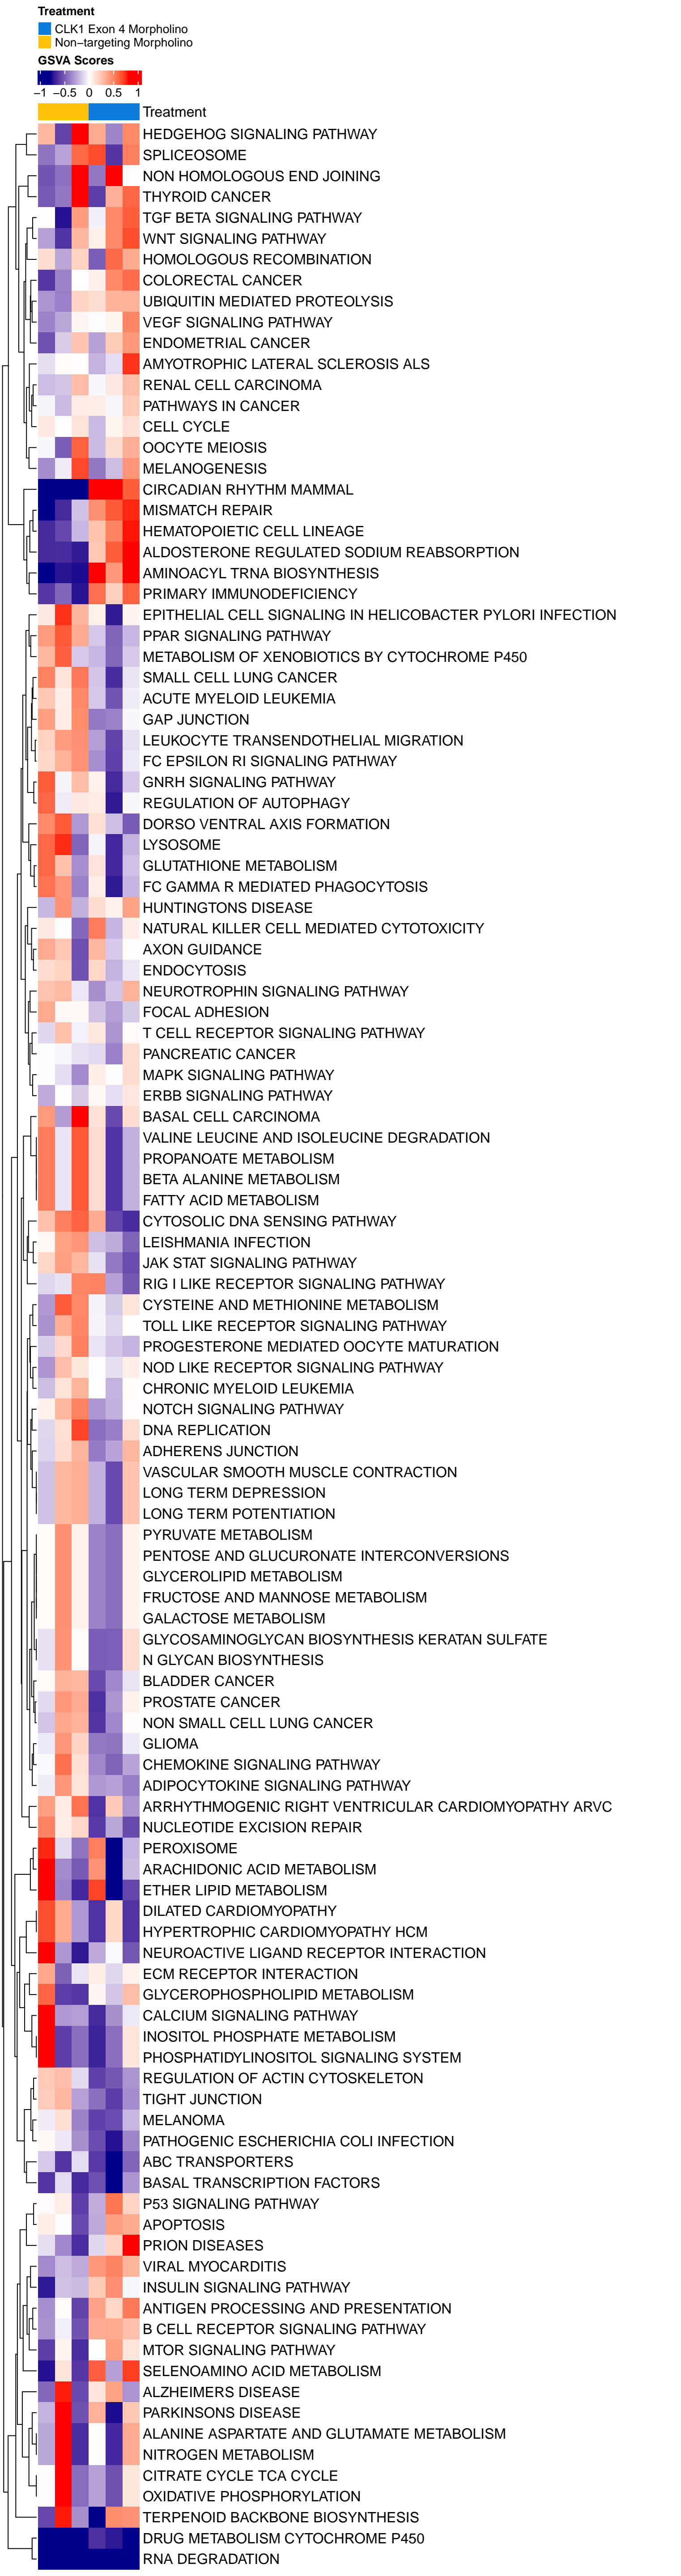 Treatment
CLK1 Exon 4 Morpholino
Non−targeting Morpholino
GSVA Scores
−1 −0.5 0 0.5 1
Treatment
HEDGEHOG SIGNALING PATHWAY
SPLICEOSOME
NON HOMOLOGOUS END JOINING
THYROID CANCER
TGF BETA SIGNALING PATHWAY
WNT SIGNALING PATHWAY
HOMOLOGOUS RECOMBINATION
COLORECTAL CANCER
UBIQUITIN MEDIATED PROTEOLYSIS
VEGF SIGNALING PATHWAY
ENDOMETRIAL CANCER
AMYOTROPHIC LATERAL SCLEROSIS ALS
RENAL CELL CARCINOMA
PATHWAYS IN CANCER
CELL CYCLE
OOCYTE MEIOSIS
MELANOGENESIS
CIRCADIAN RHYTHM MAMMAL
MISMATCH REPAIR
HEMATOPOIETIC CELL LINEAGE
ALDOSTERONE REGULATED SODIUM REABSORPTION
AMINOACYL TRNA BIOSYNTHESIS
PRIMARY IMMUNODEFICIENCY
EPITHELIAL CELL SIGNALING IN HELICOBACTER PYLORI INFECTION
PPAR SIGNALING PATHWAY
METABOLISM OF XENOBIOTICS BY CYTOCHROME P450
SMALL CELL LUNG CANCER
ACUTE MYELOID LEUKEMIA
GAP JUNCTION
LEUKOCYTE TRANSENDOTHELIAL MIGRATION
FC EPSILON RI SIGNALING PATHWAY
GNRH SIGNALING PATHWAY
REGULATION OF AUTOPHAGY
DORSO VENTRAL AXIS FORMATION
LYSOSOME
GLUTATHIONE METABOLISM
FC GAMMA R MEDIATED PHAGOCYTOSIS
HUNTINGTONS DISEASE
NATURAL KILLER CELL MEDIATED CYTOTOXICITY
AXON GUIDANCE
ENDOCYTOSIS
NEUROTROPHIN SIGNALING PATHWAY
FOCAL ADHESION
T CELL RECEPTOR SIGNALING PATHWAY
PANCREATIC CANCER
MAPK SIGNALING PATHWAY
ERBB SIGNALING PATHWAY
BASAL CELL CARCINOMA
VALINE LEUCINE AND ISOLEUCINE DEGRADATION
PROPANOATE METABOLISM
BETA ALANINE METABOLISM
FATTY ACID METABOLISM
CYTOSOLIC DNA SENSING PATHWAY
LEISHMANIA INFECTION
JAK STAT SIGNALING PATHWAY
RIG I LIKE RECEPTOR SIGNALING PATHWAY
CYSTEINE AND METHIONINE METABOLISM
TOLL LIKE RECEPTOR SIGNALING PATHWAY
PROGESTERONE MEDIATED OOCYTE MATURATION
NOD LIKE RECEPTOR SIGNALING PATHWAY
CHRONIC MYELOID LEUKEMIA
NOTCH SIGNALING PATHWAY
DNA REPLICATION
ADHERENS JUNCTION
VASCULAR SMOOTH MUSCLE CONTRACTION
LONG TERM DEPRESSION
LONG TERM POTENTIATION
PYRUVATE METABOLISM
PENTOSE AND GLUCURONATE INTERCONVERSIONS
GLYCEROLIPID METABOLISM
FRUCTOSE AND MANNOSE METABOLISM
GALACTOSE METABOLISM
GLYCOSAMINOGLYCAN BIOSYNTHESIS KERATAN SULFATE
N GLYCAN BIOSYNTHESIS
BLADDER CANCER
PROSTATE CANCER
NON SMALL CELL LUNG CANCER
GLIOMA
CHEMOKINE SIGNALING PATHWAY
ADIPOCYTOKINE SIGNALING PATHWAY
ARRHYTHMOGENIC RIGHT VENTRICULAR CARDIOMYOPATHY ARVC
NUCLEOTIDE EXCISION REPAIR
PEROXISOME
ARACHIDONIC ACID METABOLISM
ETHER LIPID METABOLISM
DILATED CARDIOMYOPATHY
HYPERTROPHIC CARDIOMYOPATHY HCM
NEUROACTIVE LIGAND RECEPTOR INTERACTION
ECM RECEPTOR INTERACTION
GLYCEROPHOSPHOLIPID METABOLISM
CALCIUM SIGNALING PATHWAY
INOSITOL PHOSPHATE METABOLISM
PHOSPHATIDYLINOSITOL SIGNALING SYSTEM
REGULATION OF ACTIN CYTOSKELETON
TIGHT JUNCTION
MELANOMA
PATHOGENIC ESCHERICHIA COLI INFECTION
ABC TRANSPORTERS
BASAL TRANSCRIPTION FACTORS
P53 SIGNALING PATHWAY
APOPTOSIS
PRION DISEASES
VIRAL MYOCARDITIS
INSULIN SIGNALING PATHWAY
ANTIGEN PROCESSING AND PRESENTATION
B CELL RECEPTOR SIGNALING PATHWAY
MTOR SIGNALING PATHWAY
SELENOAMINO ACID METABOLISM
ALZHEIMERS DISEASE
PARKINSONS DISEASE
ALANINE ASPARTATE AND GLUTAMATE METABOLISM
NITROGEN METABOLISM
CITRATE CYCLE TCA CYCLE
OXIDATIVE PHOSPHORYLATION
TERPENOID BACKBONE BIOSYNTHESIS
DRUG METABOLISM CYTOCHROME P450
RNA DEGRADATION